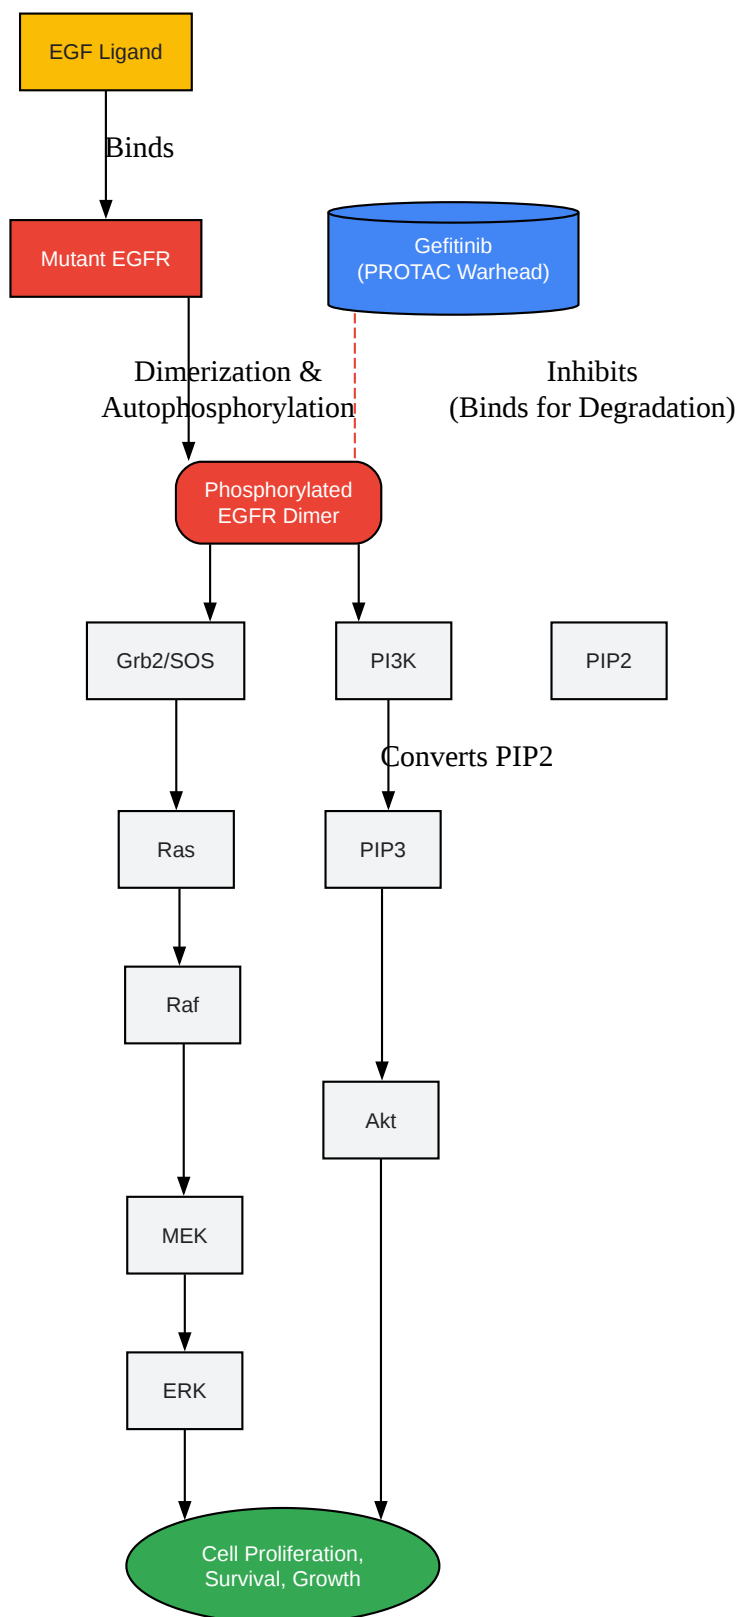 EGF Ligand
Binds
Mutant EGFR
Gefitinib
(PROTAC Warhead)
Dimerization &
Autophosphorylation
Inhibits
(Binds for Degradation)
Phosphorylated
EGFR Dimer
Grb2/SOS
PI3K
PIP2
Converts PIP2
Ras
PIP3
Raf
Akt
MEK
ERK
Cell Proliferation,
Survival, Growth